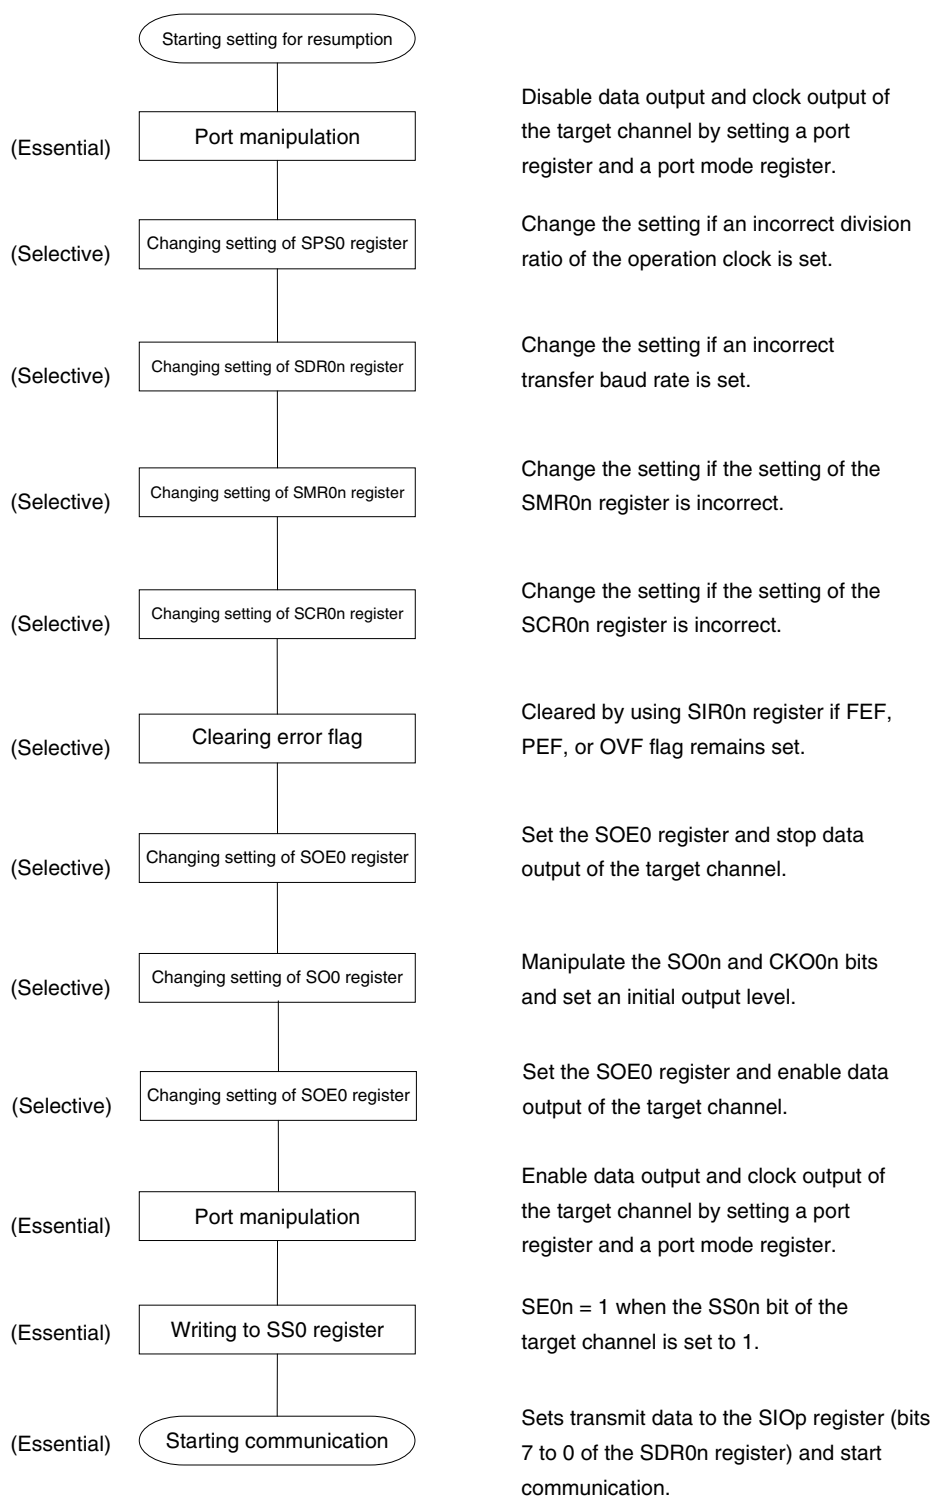 Starting setting for resumption
(Essential)
Port manipulation
Disable data output and clock output of
the target channel by setting a port
register and a port mode register.
(Selective)
Changing setting of SPS0 register
Change the setting if an incorrect division
ratio of the operation clock is set.
(Selective)
Changing setting of SDR0n register
Change the setting if an incorrect
transfer baud rate is set.
(Selective)
Changing setting of SMR0n register
Change the setting if the setting of the
SMR0n register is incorrect.
(Selective)
Changing setting of SCR0n register
Change the setting if the setting of the
SCR0n register is incorrect.
(Selective)
Clearing error flag
Cleared by using SIR0n register if FEF,
PEF, or OVF flag remains set.
(Selective)
Changing setting of SOE0 register
Set the SOE0 register and stop data
output of the target channel.
(Selective)
Changing setting of SO0 register
Manipulate the SO0n and CKO0n bits
and set an initial output level.
(Selective)
Changing setting of SOE0 register
Set the SOE0 register and enable data
output of the target channel.
(Essential)
Port manipulation
Enable data output and clock output of
the target channel by setting a port
register and a port mode register.
(Essential)
Writing to SS0 register
SE0n = 1 when the SS0n bit of the
target channel is set to 1.
(Essential)
Starting communication
Sets transmit data to the SIOp register (bits
7 to 0 of the SDR0n register) and start
communication.